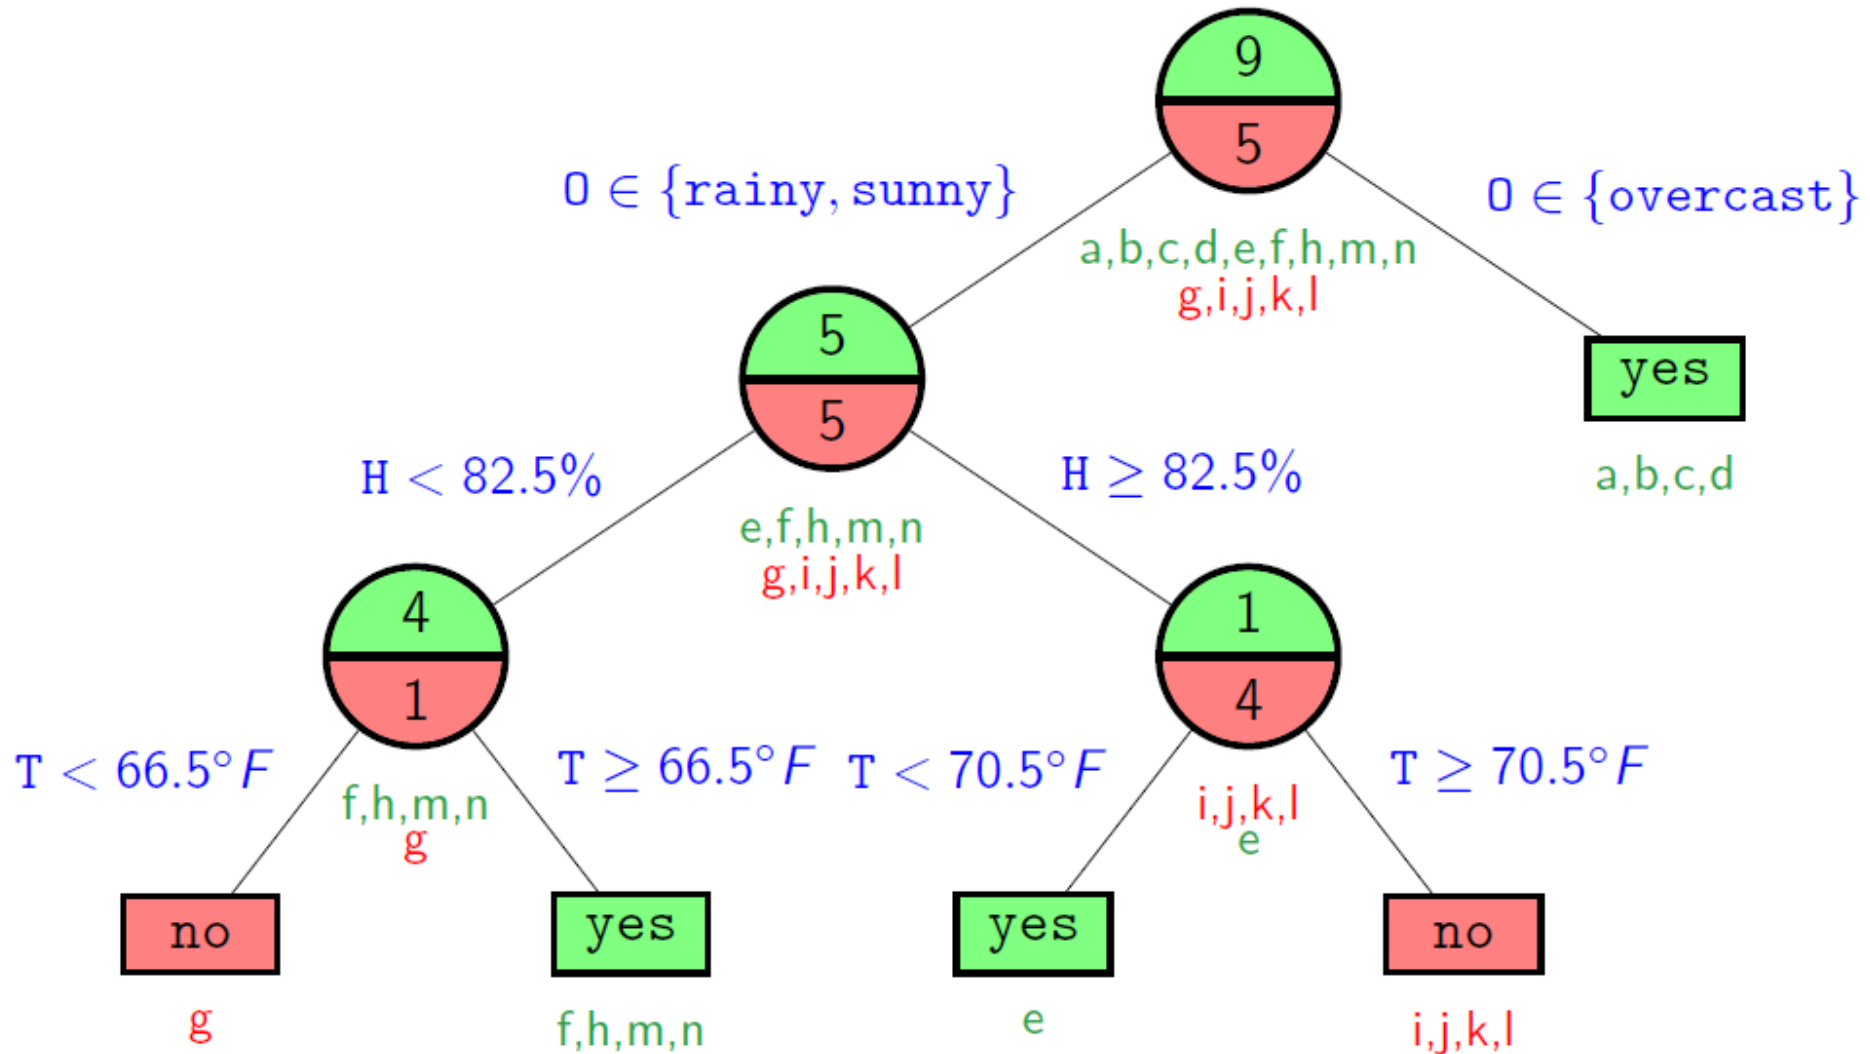 9
5
O ∈ {rainy, sunny}
O ∈ {overcast}
a,b,c,d,e,f,h,m,n
g,i,j,k,l
5
5
yes
a,b,c,d
H < 82.5%
H ≥ 82.5%
e,f,h,m,n
g,i,j,k,l
4
1
1
4
T < 66.5°F
T ≥ 66.5°F
T < 70.5°F
T ≥ 70.5°F
f,h,m,n
g
i,j,k,l
e
no
yes
yes
no
g
f,h,m,n
e
i,j,k,l